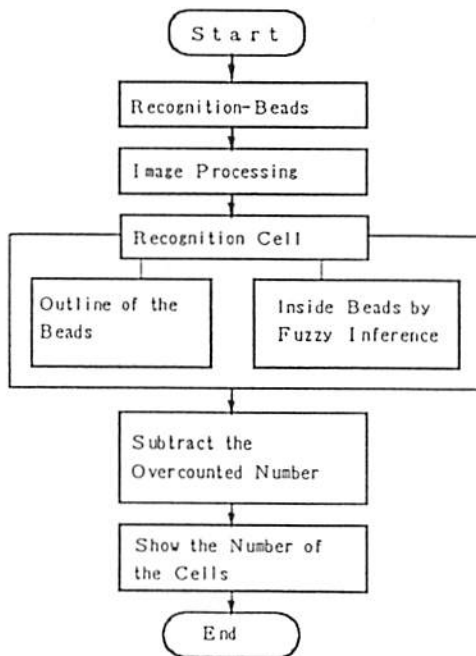 Start
Recognition-Beads
Image Processing
Recognition Cell
Outline of the
Beads
Inside Beads by
Fuzzy Inference
Subtract the
Overcounted Number
Show the Number of
the Cells
End